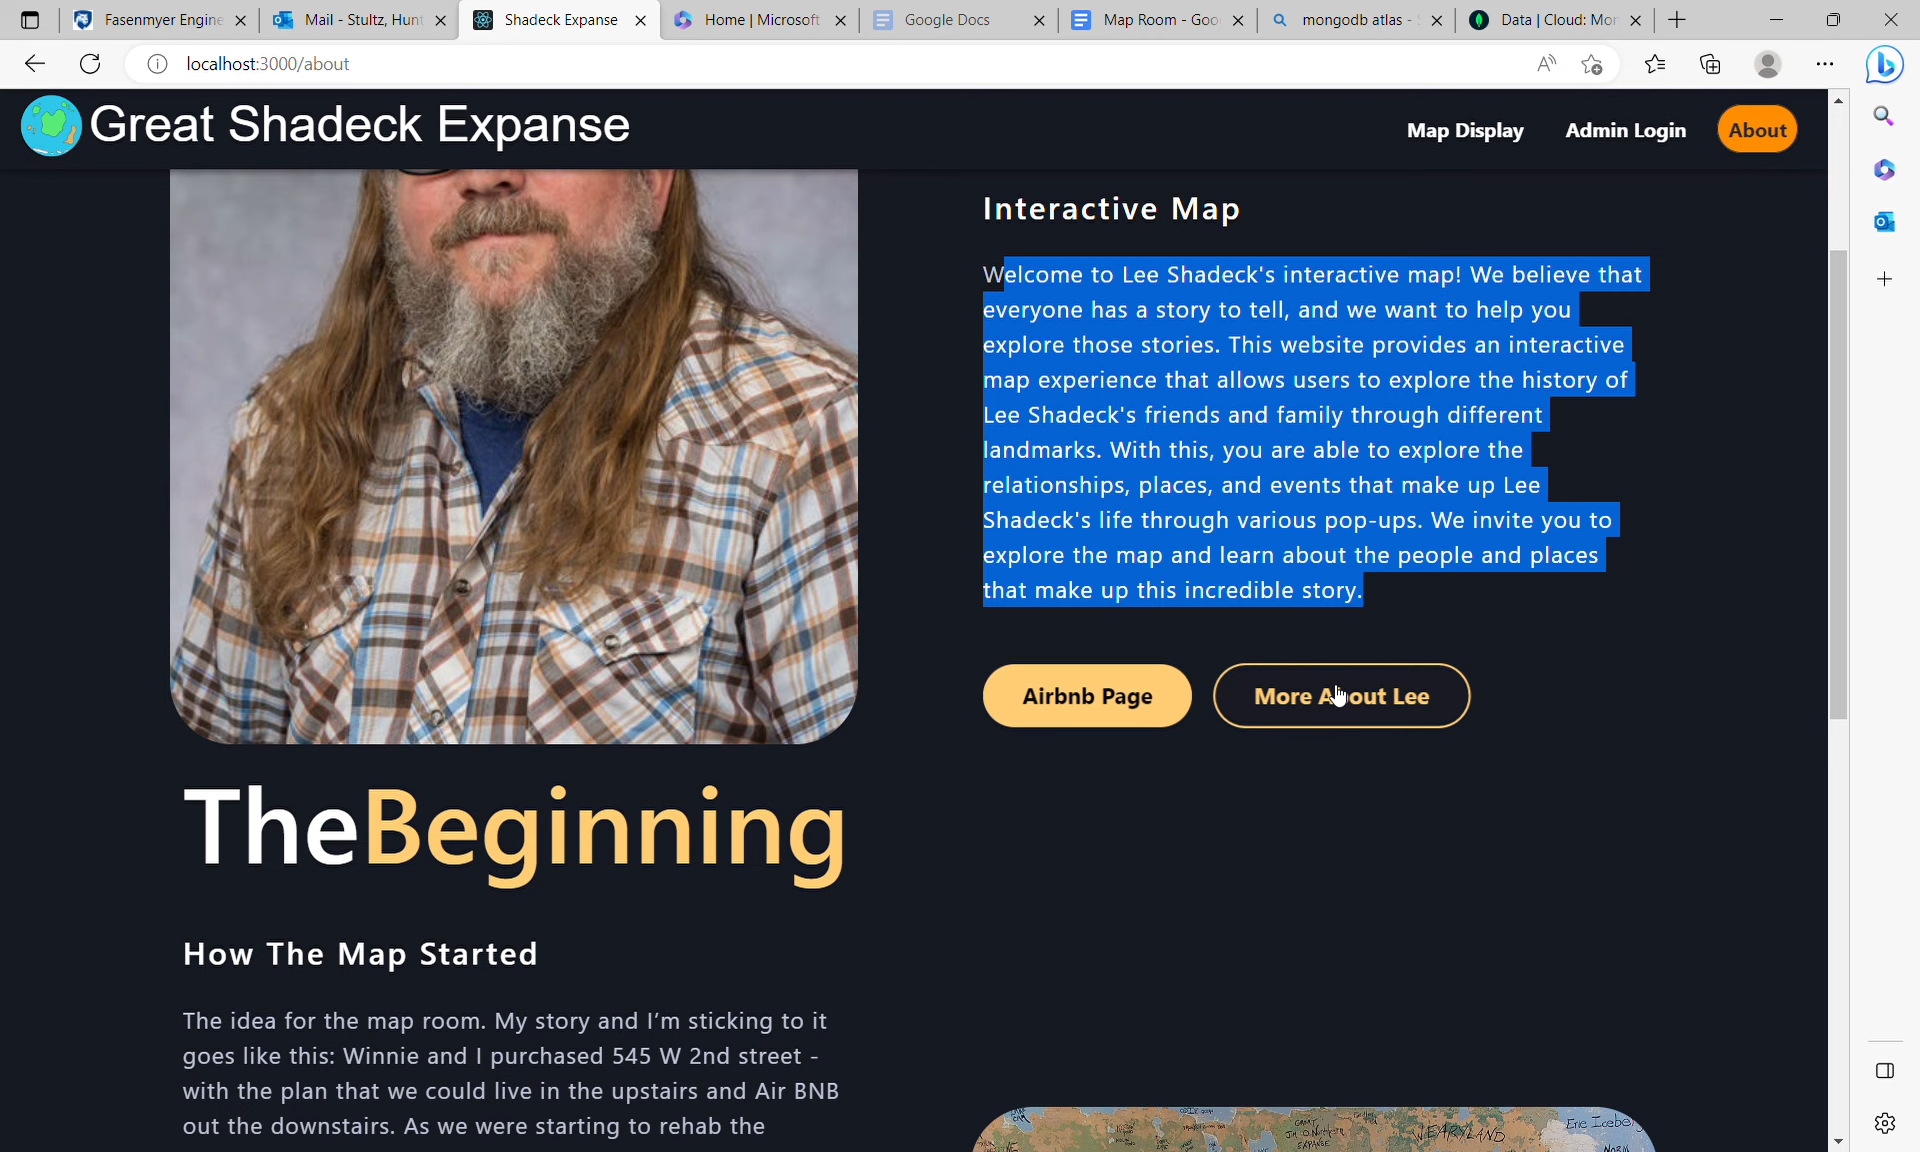 Fasenmyer Engine
Mail - Stultz, Hunt
Shadeck Expanse
Home | Microsoft
Google Docs
Map Room - Goo
mongodb atlas -
Data | Cloud: Mon
localhost:3000/about
Great Shadeck Expanse
Map Display
Admin Login
About
Interactive Map
Welcome to Lee Shadeck's interactive map! We believe that
everyone has a story to tell, and we want to help you
explore those stories. This website provides an interactive
map experience that allows users to explore the history of
Lee Shadeck's friends and family through different
landmarks. With this, you are able to explore the
relationships, places, and events that make up Lee
Shadeck's life through various pop-ups. We invite you to
explore the map and learn about the people and places
that make up this incredible story.
Airbnb Page
More About Lee
TheBeginning
How The Map Started
The idea for the map room. My story and I'm sticking to it
goes like this: Winnie and I purchased 545 W 2nd street -
with the plan that we could live in the upstairs and Air BNB
out the downstairs. As we were starting to rehab the
GREAT
EXPANSE
WEARYLAND